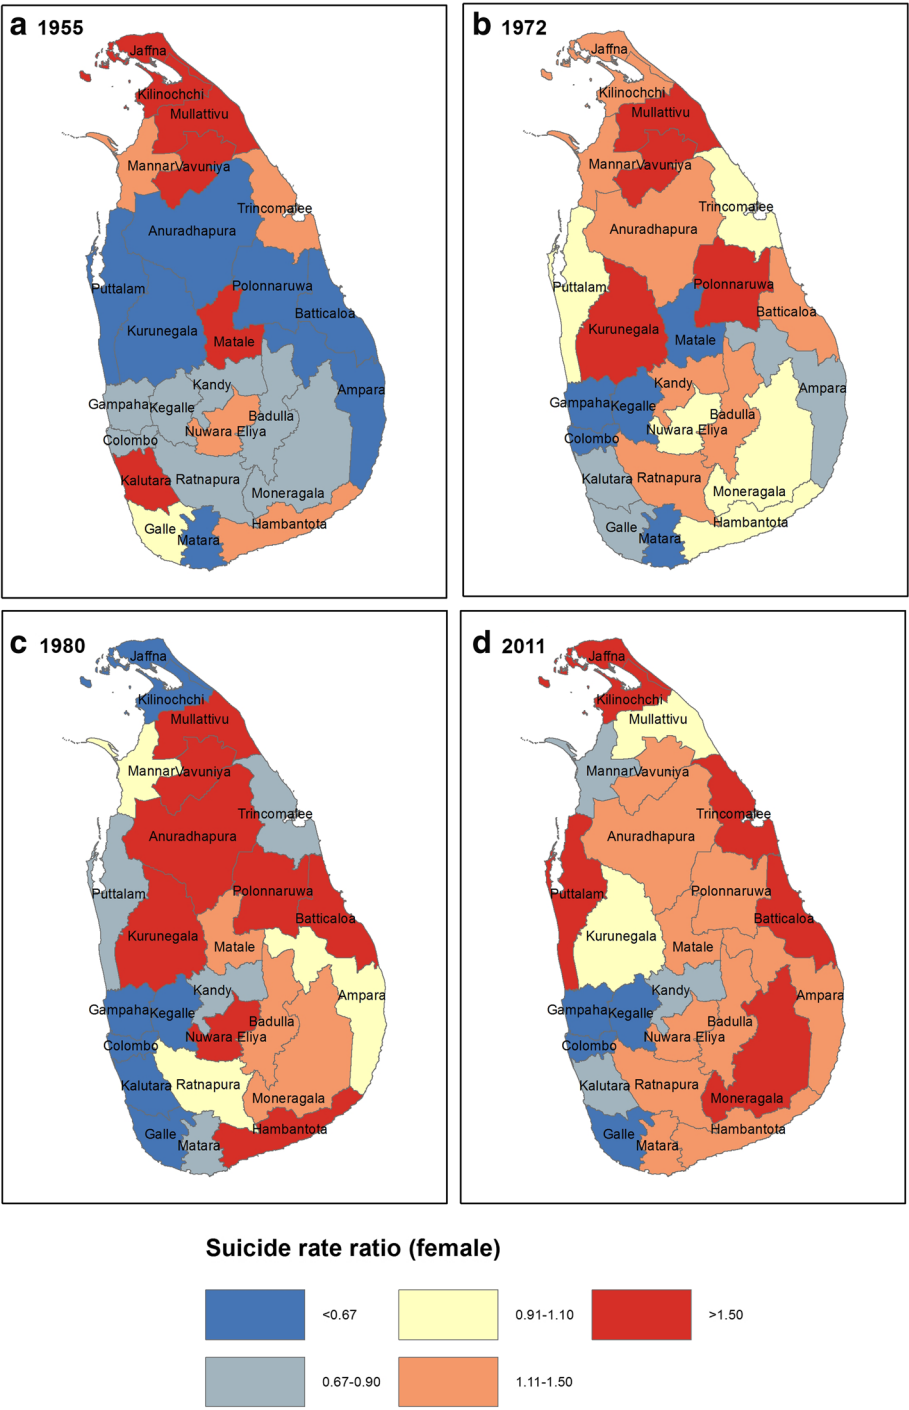 a 1955
Jaffna
Kilinochchi
Mullattivu
Mannar Vavuniya
Trincomalee
Anuradhapura
Puttalam
Polonnaruwa
Batticaloa
Kurunegala
Matale
Kandy
Ampara
Gampaha
Kegalle
Badulla
Nuwara Eliya
Colombo
Kalutara
Ratnapura
Moneragala
Galle
Hambantota
Matara
b 1972
Jaffna
Kilinochchi
Mullattivu
Mannar Vavuniya
Trincomalee
Anuradhapura
Puttalam
Polonnaruwa
Batticaloa
Kurunegala
Matale
Kandy
Ampara
Gampaha
Kegalle
Badulla
Nuwara Eliya
Colombo
Kalutara
Ratnapura
Moneragala
Galle
Hambantota
Matara
c 1980
Jaffna
Kilinochchi
Mullattivu
Mannar Vavuniya
Trincomalee
Anuradhapura
Puttalam
Polonnaruwa
Batticaloa
Kurunegala
Matale
Kandy
Ampara
Gampaha
Kegalle
Badulla
Nuwara Eliya
Colombo
Kalutara
Ratnapura
Moneragala
Galle
Hambantota
Matara
d 2011
Jaffna
Kilinochchi
Mullattivu
Mannar Vavuniya
Trincomalee
Anuradhapura
Puttalam
Polonnaruwa
Batticaloa
Kurunegala
Matale
Kandy
Ampara
Gampaha
Kegalle
Badulla
Nuwara Eliya
Colombo
Kalutara
Ratnapura
Moneragala
Galle
Hambantota
Matara
Suicide rate ratio (female)
<0.67
0.91-1.10
>1.50
0.67-0.90
1.11-1.50